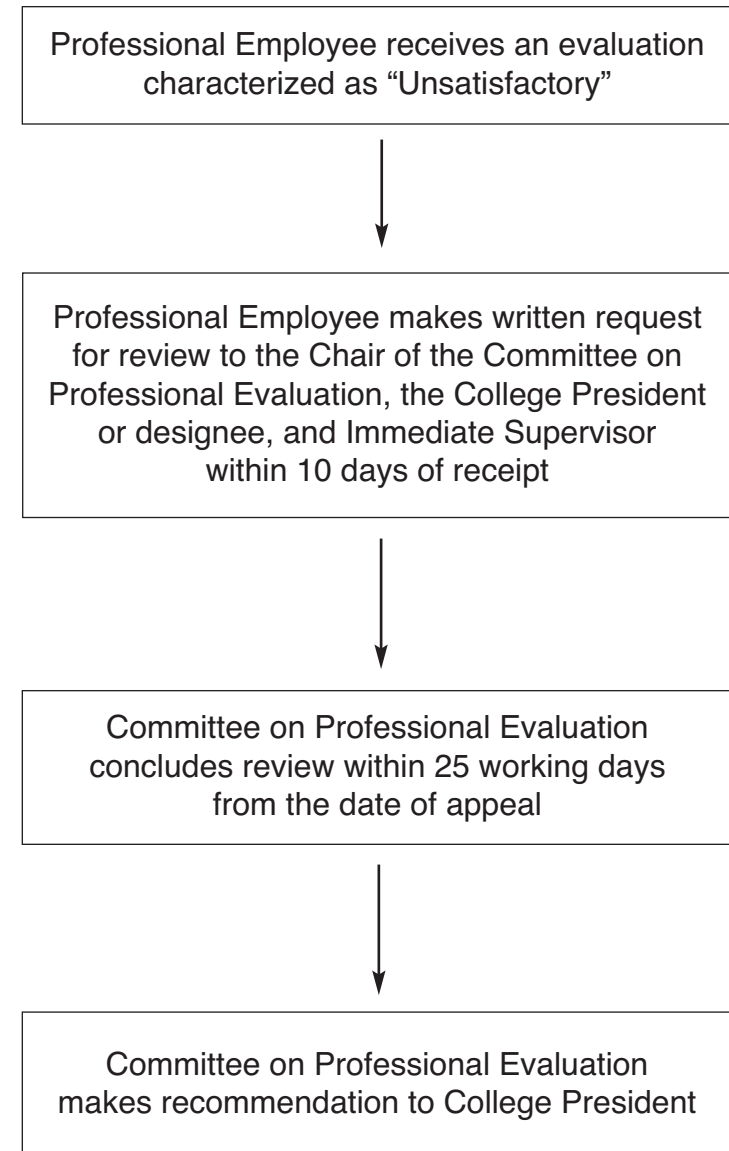 Professional Employee receives an evaluation
characterized as “Unsatisfactory”
Professional Employee makes written request
for review to the Chair of the Committee on
Professional Evaluation, the College President
or designee, and Immediate Supervisor
within 10 days of receipt
Committee on Professional Evaluation
concludes review within 25 working days
from the date of appeal
Committee on Professional Evaluation
makes recommendation to College President